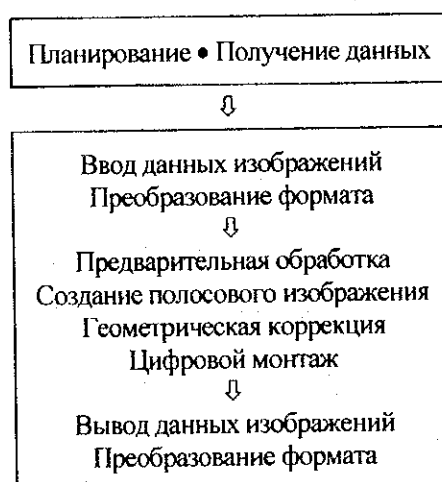 Планирование • Получение данных
⇩
Ввод данных изображений
Преобразование формата
⇩
Предварительная обработка
Создание полосового изображения
Геометрическая коррекция
Цифровой монтаж
⇩
Вывод данных изображений
Преобразование формата